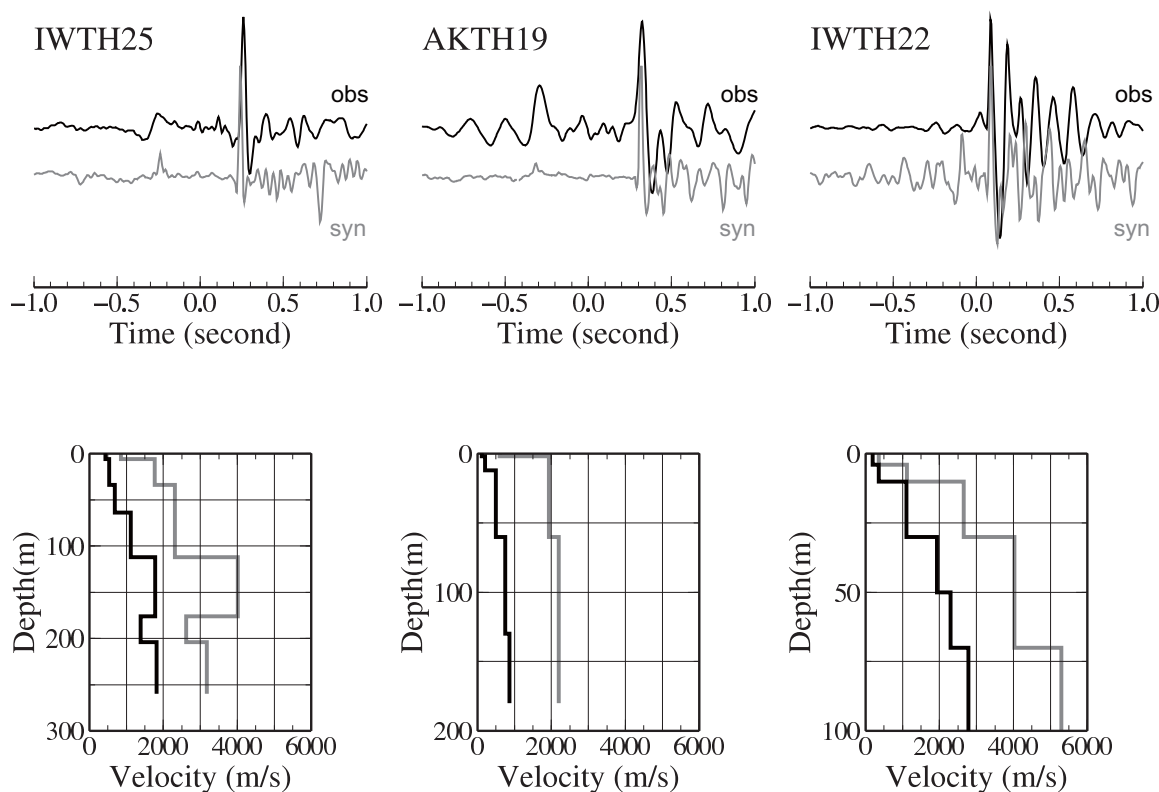 IWTH25 AKTH19 IWTH22
obs obs obs
syn syn syn
−1.0 −0.5 0.0 0.5 1.0 −1.0 −0.5 0.0 0.5 1.0 −1.0 −0.5 0.0 0.5 1.0
Time (second) Time (second) Time (second)
0
100
200
300
Depth(m)
0 2000 4000 6000
Velocity (m/s)
0
100
200
Depth(m)
0 2000 4000 6000
Velocity (m/s)
0
50
100
Depth(m)
0 2000 4000 6000
Velocity (m/s)